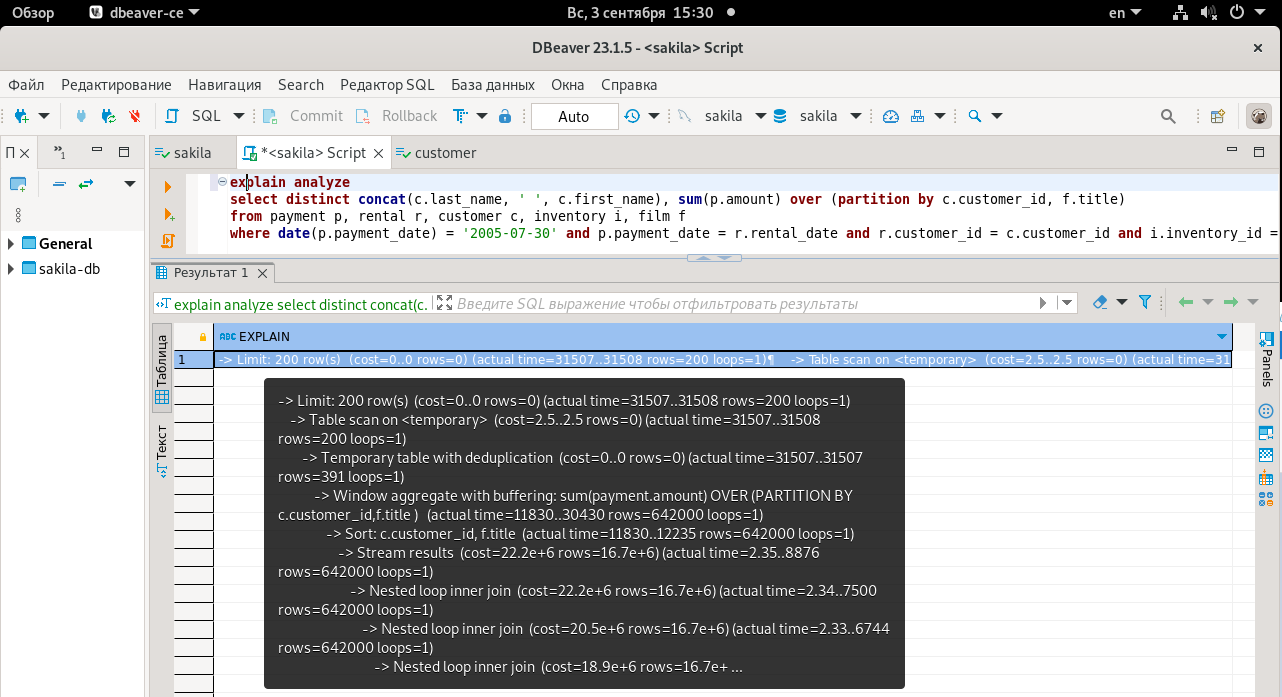 Обзор dbeaver-ce Вс, 3 сентября 15:30 en
DBeaver 23.1.5 - <sakila> Script
Файл Редактирование Навигация Search Редактор SQL База данных Окна Справка
SQL Commit Rollback Auto sakila sakila
П sakila *<sakila> Script customer
explain analyze
select distinct concat(c.last_name, ' ', c.first_name), sum(p.amount) over (partition by c.customer_id, f.title)
from payment p, rental r, customer c, inventory i, film f
where date(p.payment_date) = '2005-07-30' and p.payment_date = r.rental_date and r.customer_id = c.customer_id and i.inventory_id =
General
sakila-db
Результат 1
explain analyze select distinct concat(c. Введите SQL выражение чтобы отфильтровать результаты
Таблица
Текст
ABC EXPLAIN
1 -> Limit: 200 row(s) (cost=0..0 rows=0) (actual time=31507..31508 rows=200 loops=1)¶ -> Table scan on <temporary> (cost=2.5..2.5 rows=0) (actual time=31
Panels
-> Limit: 200 row(s) (cost=0..0 rows=0) (actual time=31507..31508 rows=200 loops=1)
-> Table scan on <temporary> (cost=2.5..2.5 rows=0) (actual time=31507..31508
rows=200 loops=1)
-> Temporary table with deduplication (cost=0..0 rows=0) (actual time=31507..31507
rows=391 loops=1)
-> Window aggregate with buffering: sum(payment.amount) OVER (PARTITION BY
c.customer_id,f.title ) (actual time=11830..30430 rows=642000 loops=1)
-> Sort: c.customer_id, f.title (actual time=11830..12235 rows=642000 loops=1)
-> Stream results (cost=22.2e+6 rows=16.7e+6) (actual time=2.35..8876
rows=642000 loops=1)
-> Nested loop inner join (cost=22.2e+6 rows=16.7e+6) (actual time=2.34..7500
rows=642000 loops=1)
-> Nested loop inner join (cost=20.5e+6 rows=16.7e+6) (actual time=2.33..6744
rows=642000 loops=1)
-> Nested loop inner join (cost=18.9e+6 rows=16.7e+ ...